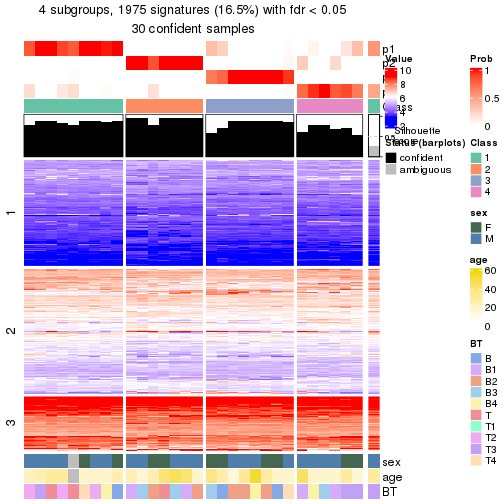 4 subgroups, 1975 signatures (16.5%) with fdr < 0.05
30 confident samples
p1
p2
Value
10
8
6
4
2
Prob
1
0.5
0
Class
Silhouette
Status (barplots)
confident
ambiguous
Class
1
2
3
4
sex
F
M
age
60
40
20
0
BT
B
B1
B2
B3
B4
T
T1
T2
T3
T4
1
2
3
sex
age
BT